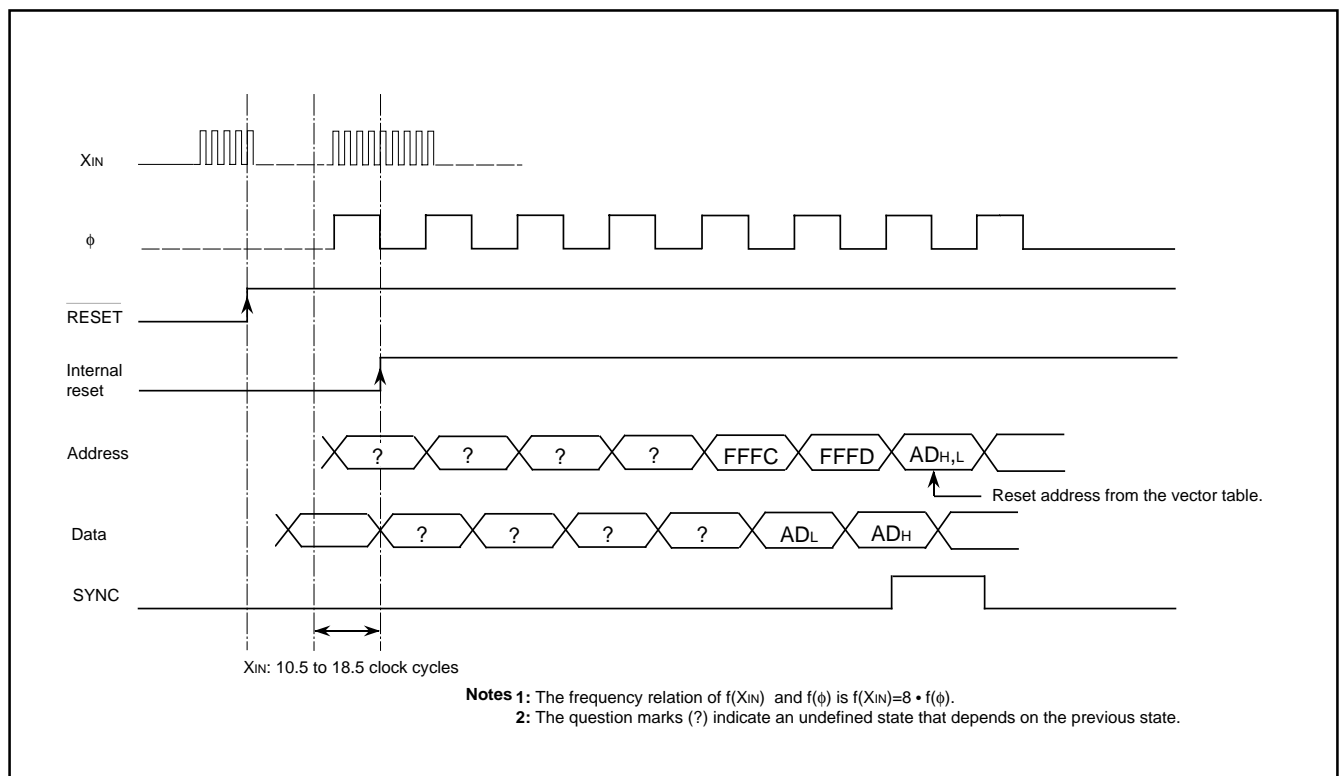 XIN
ϕ
RESET
Internal
reset
Address
? ? ? ? FFFC FFFD ADH,L
Reset address from the vector table.
Data
? ? ? ? ADL ADH
SYNC
XIN: 10.5 to 18.5 clock cycles
Notes 1: The frequency relation of f(XIN) and f(ϕ) is f(XIN)=8 • f(ϕ).
2: The question marks (?) indicate an undefined state that depends on the previous state.